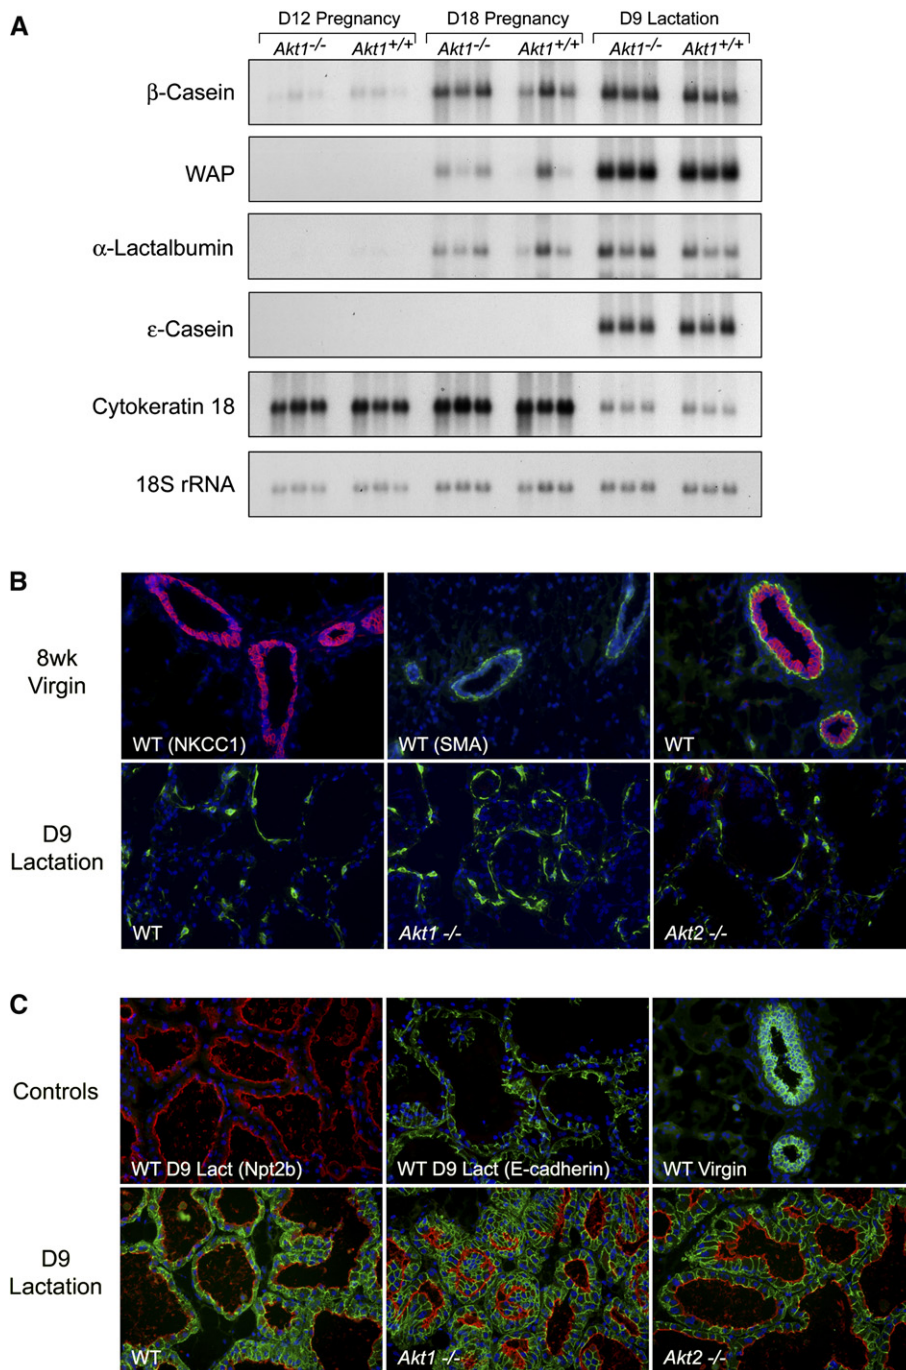 A
D12 Pregnancy D18 Pregnancy D9 Lactation
Akt1-/- Akt1+/+ Akt1-/- Akt1+/+ Akt1-/- Akt1+/+
β-Casein
WAP
α-Lactalbumin
ε-Casein
Cytokeratin 18
18S rRNA
B
8wk
Virgin
WT (NKCC1)
WT (SMA)
WT
D9
Lactation
WT
Akt1 -/-
Akt2 -/-
C
Controls
WT D9 Lact (Npt2b)
WT D9 Lact (E-cadherin)
WT Virgin
D9
Lactation
WT
Akt1 -/-
Akt2 -/-